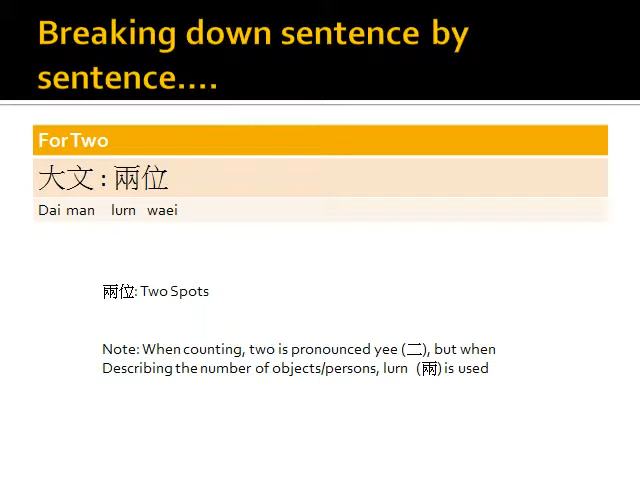 Breaking down sentence by
sentence....
For Two
大文 : 兩位
Dai man lurn waei
兩位: Two Spots
Note: When counting, two is pronounced yee (二), but when
Describing the number of objects/persons, lurn (兩) is used